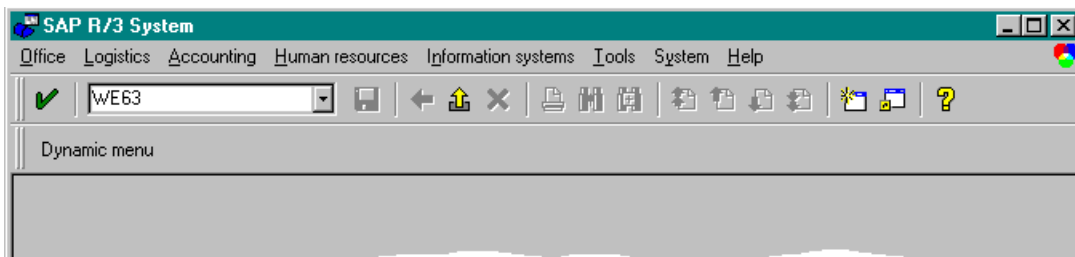 SAP R/3 System
Office Logistics Accounting Human resources Information systems Tools System Help
WE63
Dynamic menu